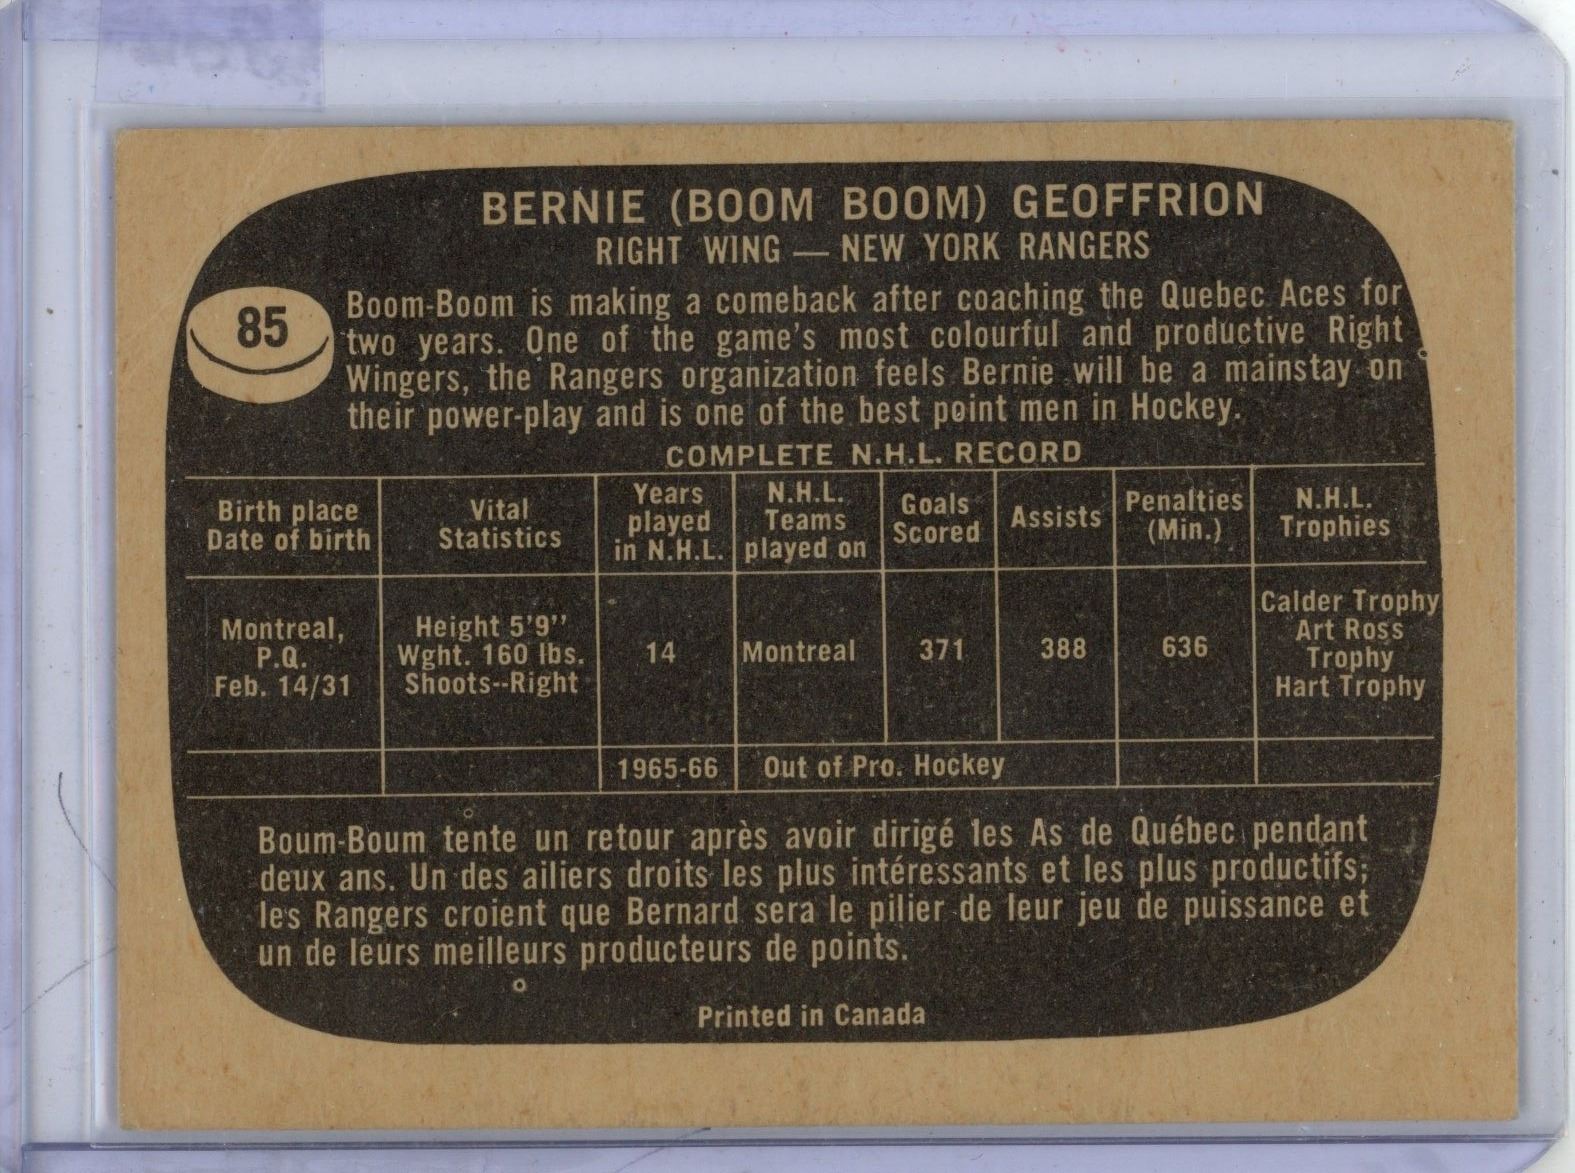 BERNIE (BOOM BOOM) GEOFFRION
RIGHT WING — NEW YORK RANGERS
85
Boom-Boom is making a comeback after coaching the Quebec Aces for
two years. One of the game's most colourful and productive Right
Wingers, the Rangers organization feels Bernie will be a mainstay on
their power-play and is one of the best point men in Hockey.
COMPLETE N.H.L. RECORD
Birth place
Date of birth
Vital
Statistics
Years
played
in N.H.L.
N.H.L.
Teams
played on
Goals
Scored
Assists
Penalties
(Min.)
N.H.L.
Trophies
Montreal,
P.Q.
Feb. 14/31
Height 5'9"
Wght. 160 lbs.
Shoots--Right
14
Montreal
371
388
636
Calder Trophy
Art Ross
Trophy
Hart Trophy
1965-66
Out of Pro. Hockey
Boum-Boum tente un retour après avoir dirigé les As de Québec pendant
deux ans. Un des ailiers droits les plus intéressants et les plus productifs;
les Rangers croient que Bernard sera le pilier de leur jeu de puissance et
un de leurs meilleurs producteurs de points.
Printed in Canada